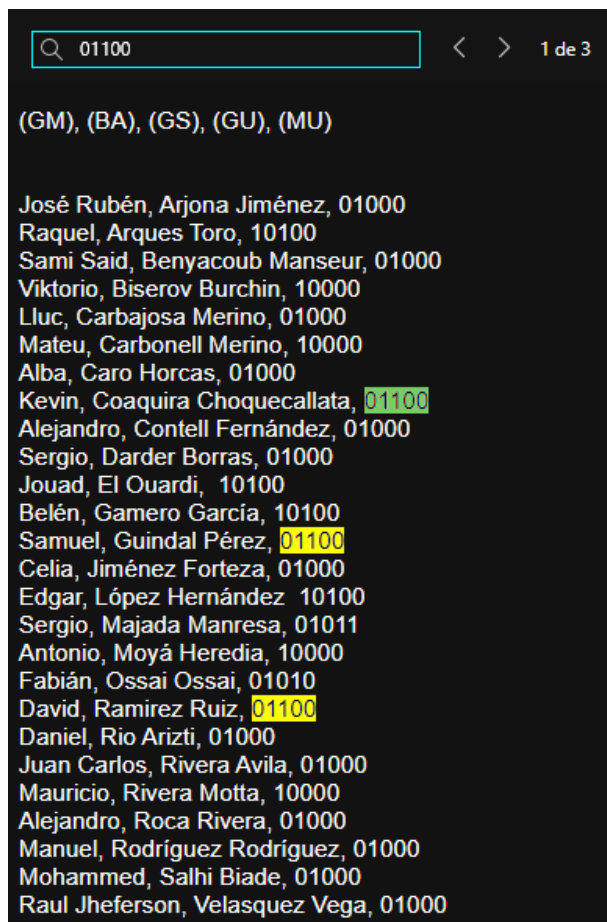 01100
1 de 3
(GM), (BA), (GS), (GU), (MU)
José Rubén, Arjona Jiménez, 01000
Raquel, Arques Toro, 10100
Sami Said, Benyacoub Manseur, 01000
Viktorio, Biserov Burchin, 10000
Lluc, Carbajosa Merino, 01000
Mateu, Carbonell Merino, 10000
Alba, Caro Horcas, 01000
Kevin, Coaquira Choquecallata, 01100
Alejandro, Contell Fernández, 01000
Sergio, Darder Borras, 01000
Jouad, El Ouardi,  10100
Belén, Gamero García, 10100
Samuel, Guindal Pérez, 01100
Celia, Jiménez Forteza, 01000
Edgar, López Hernández  10100
Sergio, Majada Manresa, 01011
Antonio, Moyá Heredia, 10000
Fabián, Ossai Ossai, 01010
David, Ramirez Ruiz, 01100
Daniel, Rio Arizti, 01000
Juan Carlos, Rivera Avila, 01000
Mauricio, Rivera Motta, 10000
Alejandro, Roca Rivera, 01000
Manuel, Rodríguez Rodríguez, 01000
Mohammed, Salhi Biade, 01000
Raul Jheferson, Velasquez Vega, 01000